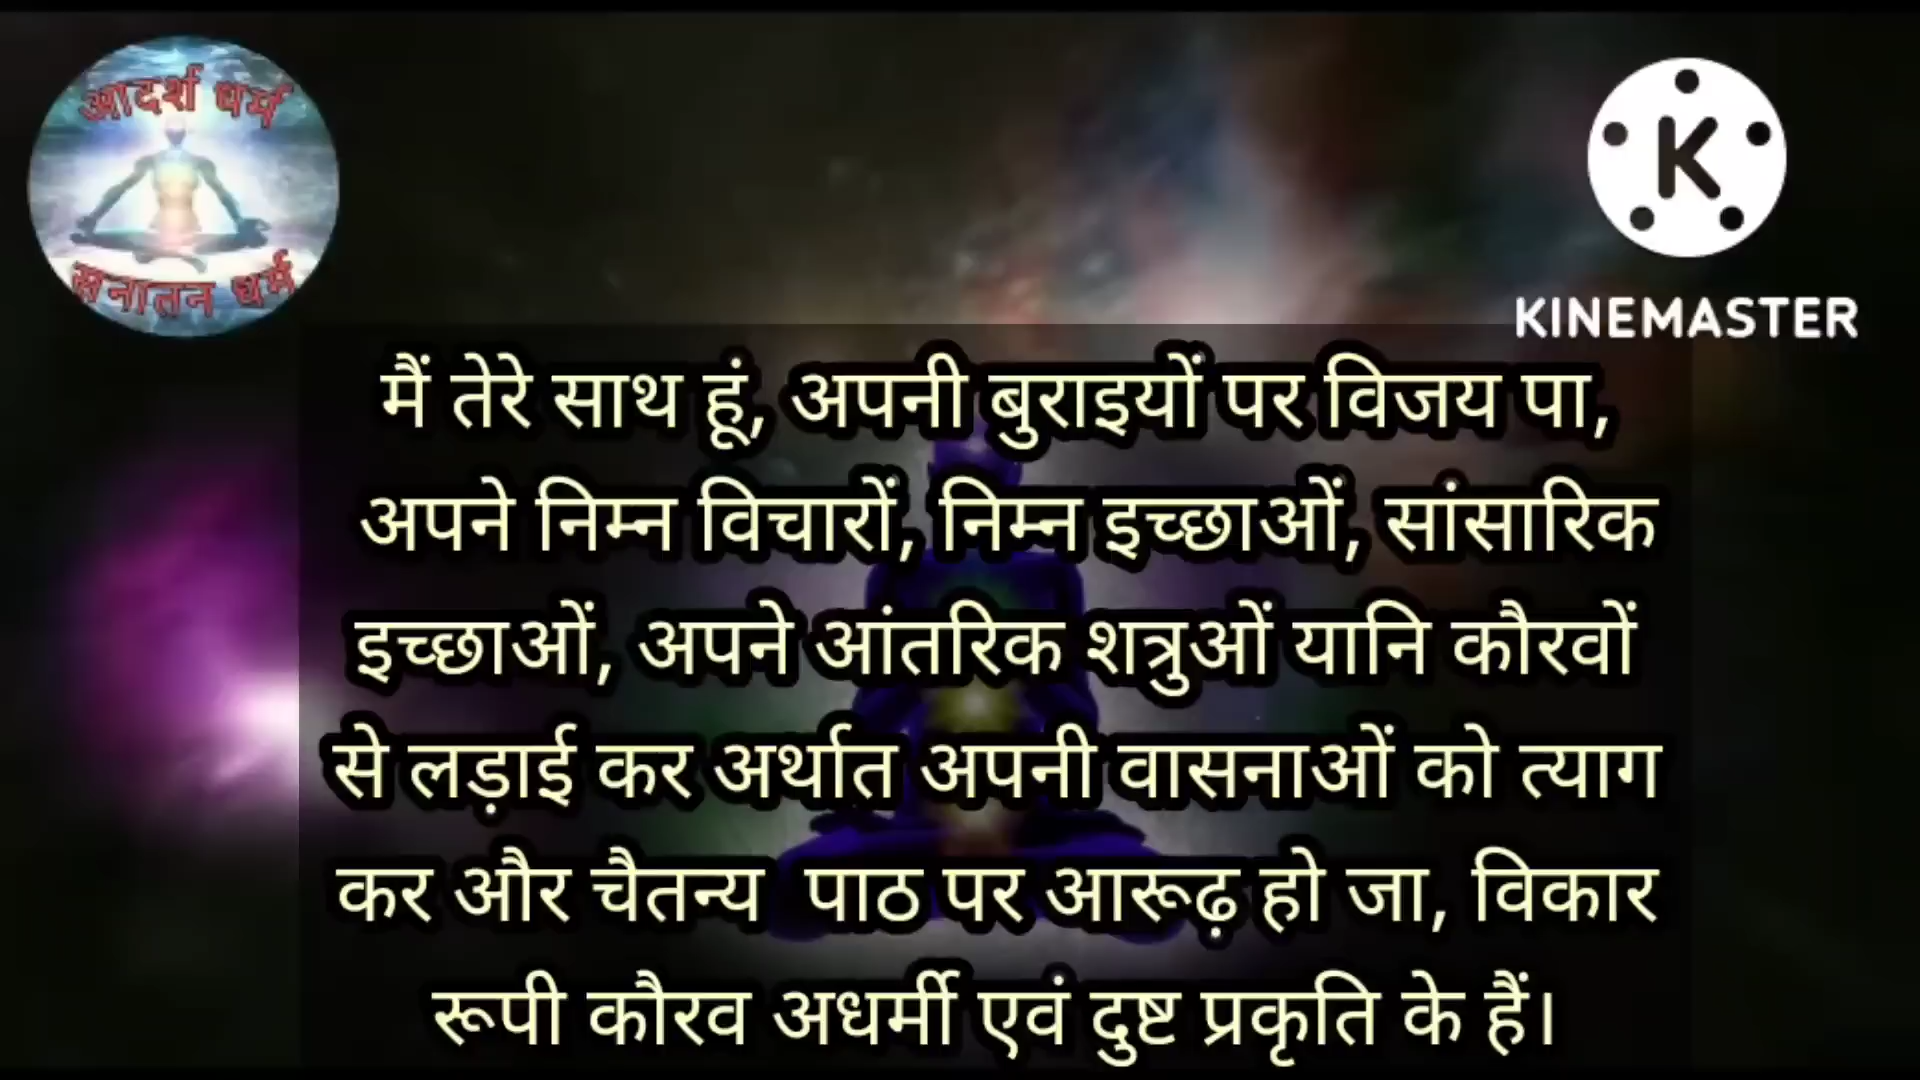 आदर्श धर्म
सनातन धर्म
K
KINEMASTER
मैं तेरे साथ हूं, अपनी बुराइयों पर विजय पा,
अपने निम्न विचारों, निम्न इच्छाओं, सांसारिक
इच्छाओं, अपने आंतरिक शत्रुओं यानि कौरवों
से लड़ाई कर अर्थात अपनी वासनाओं को त्याग
कर और चैतन्य पाठ पर आरूढ़ हो जा, विकार
रूपी कौरव अधर्मी एवं दुष्ट प्रकृति के हैं।